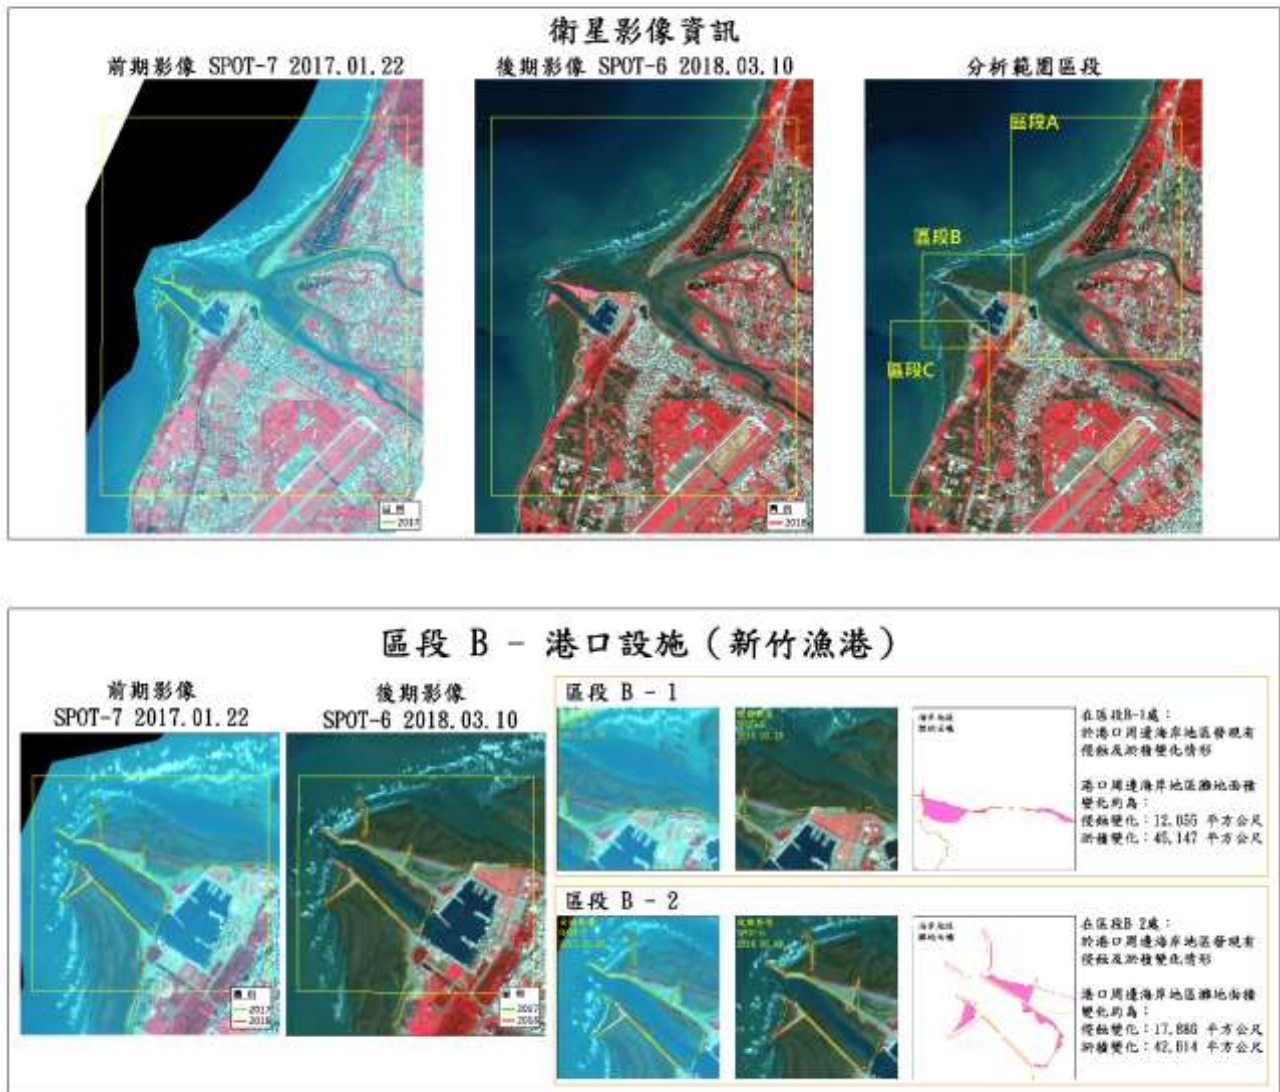 衛星影像資訊
前期影像 SPOT-7 2017.01.22
後期影像 SPOT-6 2018.03.10
分析範圍區段
區段A
區段B
區段C
2017
2018
區段 B - 港口設施(新竹漁港)
前期影像
SPOT-7 2017.01.22
後期影像
SPOT-6 2018.03.10
2017
2018
2017
2018
區段 B - 1
在區段B-1處:
於港口周邊海岸地區發現有
侵蝕及淤積變化情形
港口周邊海岸地區灘地面積
變化約為:
侵蝕變化:12,055 平方公尺
淤積變化:45,147 平方公尺
區段 B - 2
在區段B-2處:
於港口周邊海岸地區發現有
侵蝕及淤積變化情形
港口周邊海岸地區灘地面積
變化約為:
侵蝕變化:17,886 平方公尺
淤積變化:42,614 平方公尺